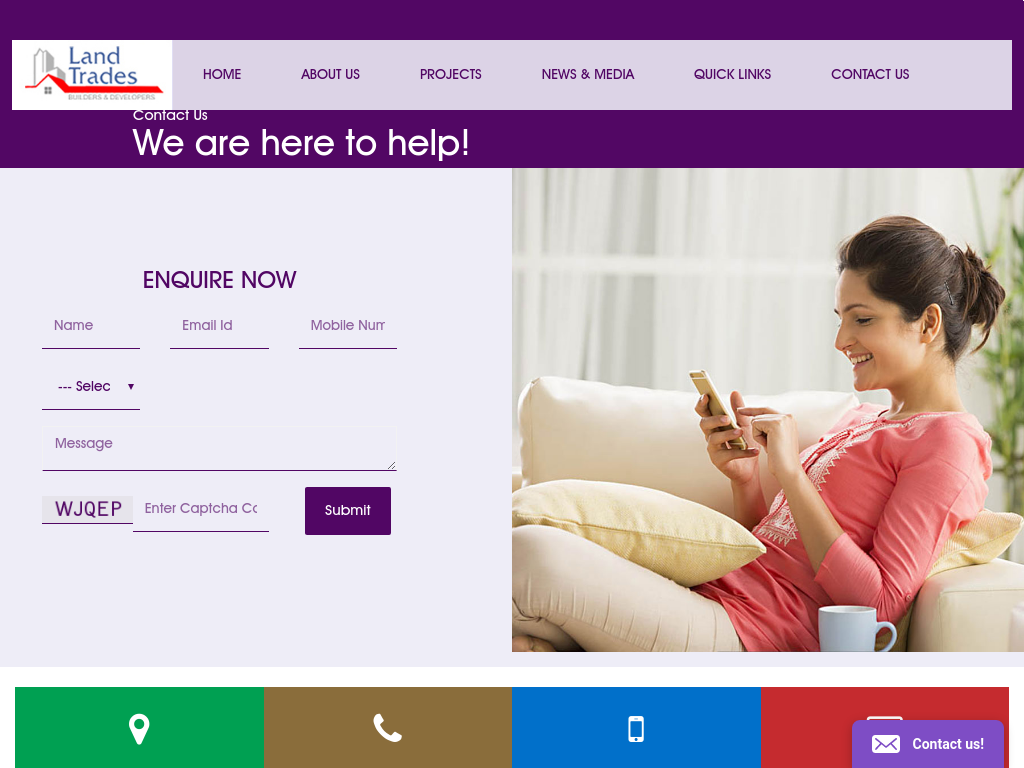 Land
Trades
BUILDERS & DEVELOPERS
HOME
ABOUT US
PROJECTS
NEWS & MEDIA
QUICK LINKS
CONTACT US
Contact Us
We are here to help!
ENQUIRE NOW
Name
Email Id
Mobile Num
--- Selec
Message
WJQEP
Enter Captcha Co
Submit
Contact us!